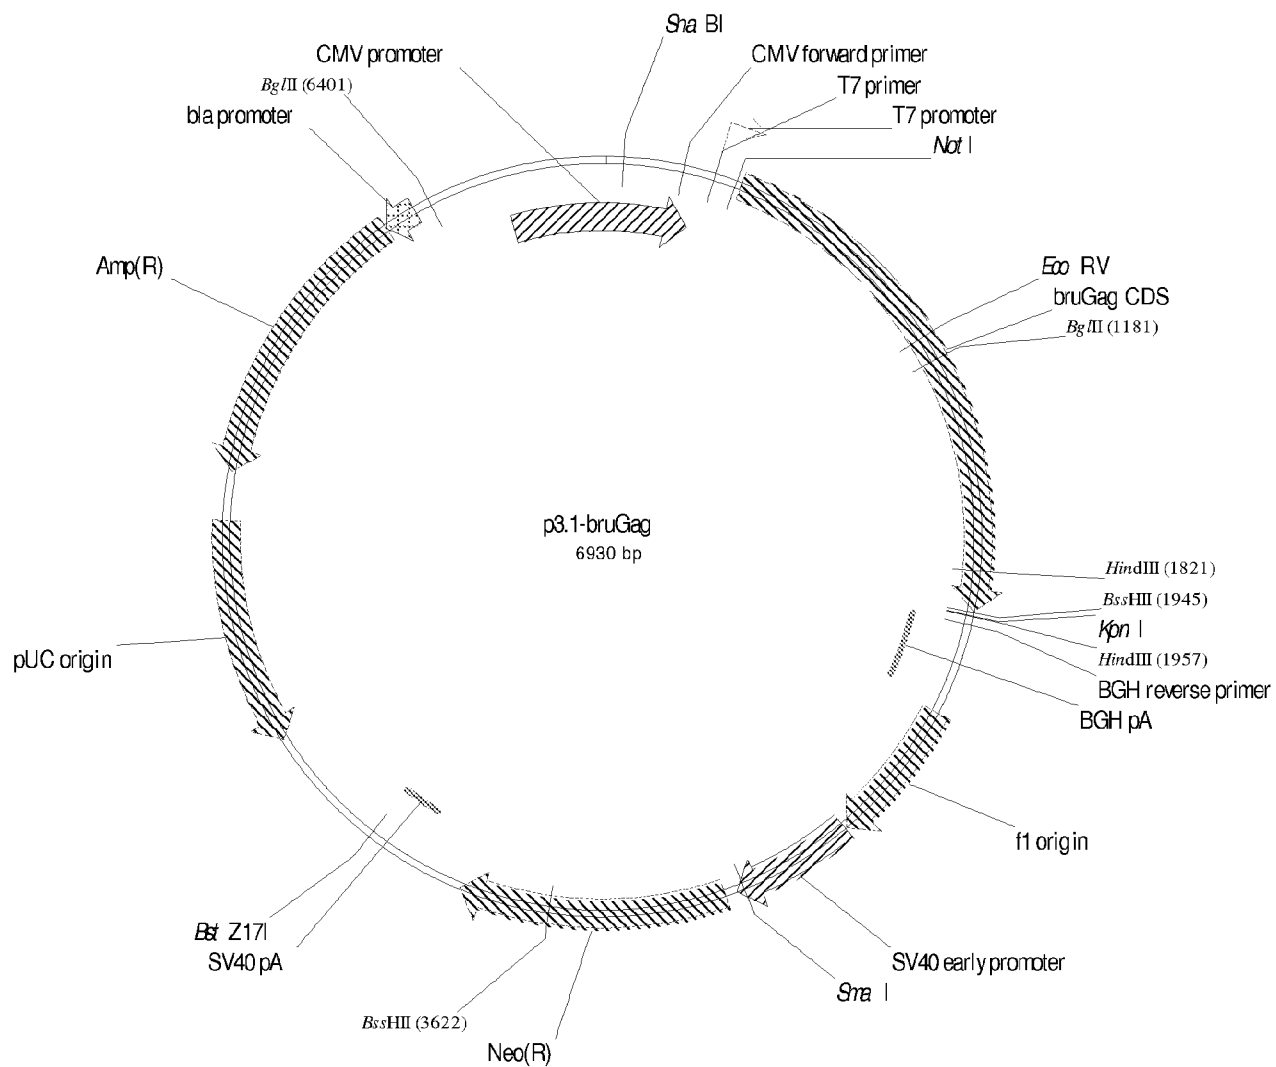 Sna BI
CMV promoter
CMV forward primer
BglII (6401)
T7 primer
bla promoter
T7 promoter
Not I
Amp(R)
Eco RV
bruGag CDS
BglII (1181)
p3.1-bruGag
6930 bp
HindIII (1821)
BssHII (1945)
Kpn I
pUC origin
HindIII (1957)
BGH reverse primer
BGH pA
f1 origin
Bst Z17I
SV40 pA
SV40 early promoter
Sma I
BssHII (3622)
Neo(R)